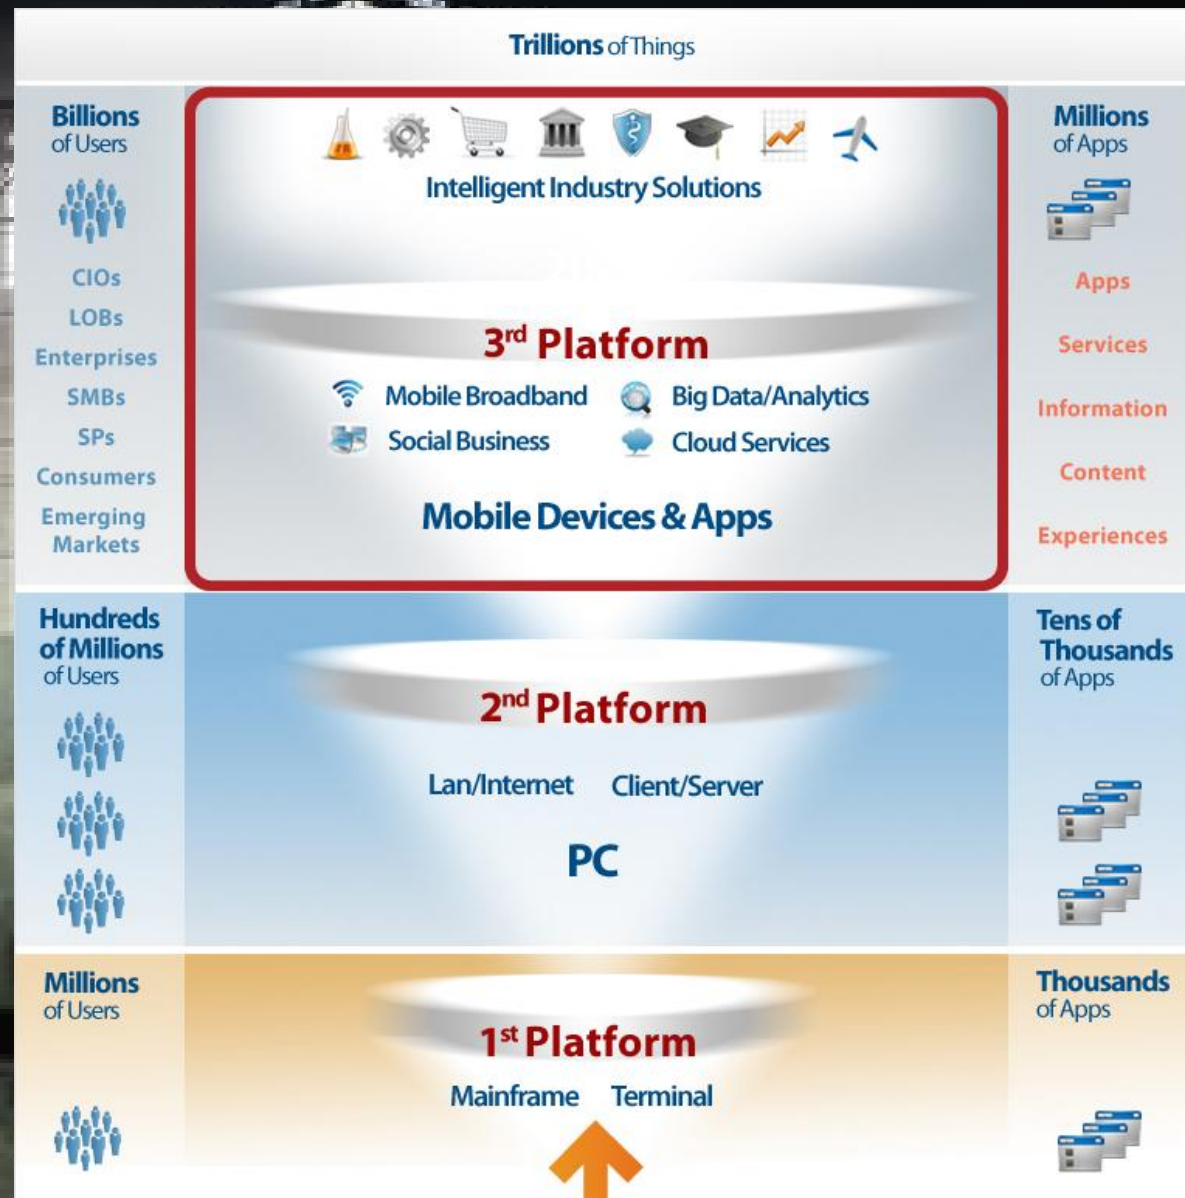 Trillions of Things
Billions
of Users
CIOs
LOBs
Enterprises
SMBs
SPs
Consumers
Emerging
Markets
Intelligent Industry Solutions
3rd Platform
Mobile Broadband
Big Data/Analytics
Social Business
Cloud Services
Mobile Devices & Apps
Millions
of Apps
Apps
Services
Information
Content
Experiences
Hundreds
of Millions
of Users
2nd Platform
Lan/Internet Client/Server
PC
Tens of
Thousands
of Apps
Millions
of Users
1st Platform
Mainframe Terminal
Thousands
of Apps